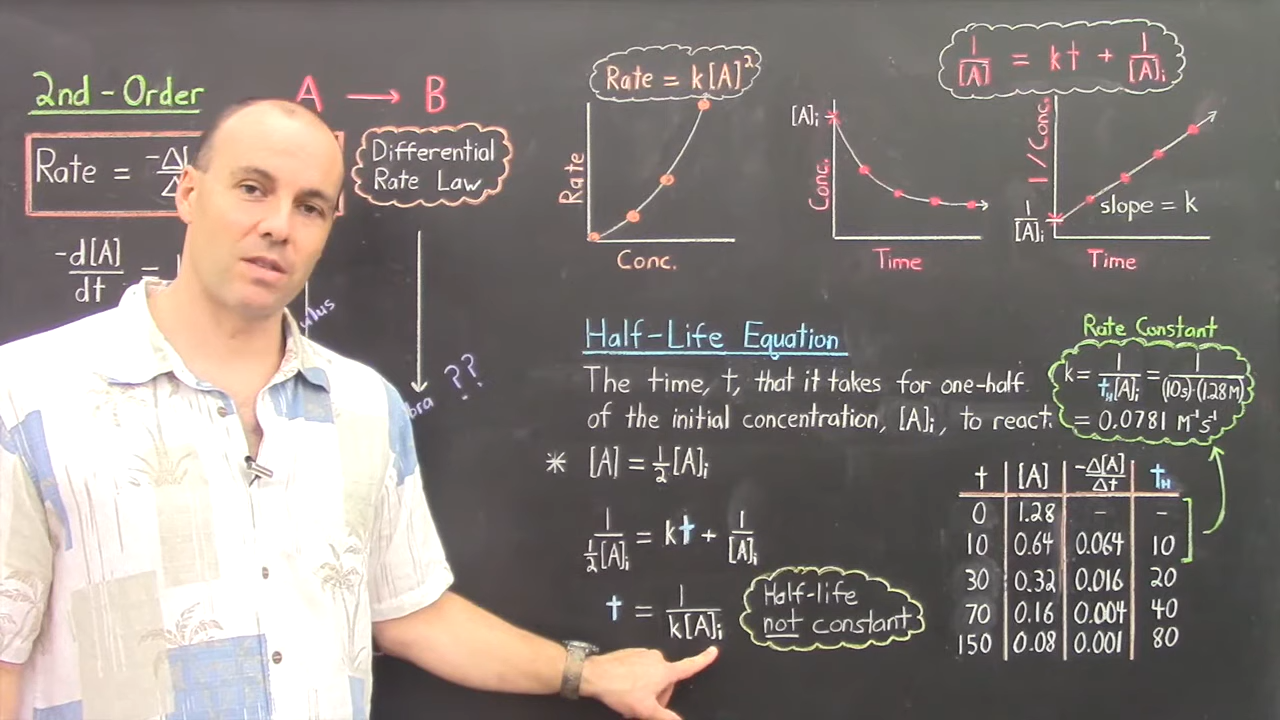 2nd-Order
A → B
Rate = -Δ
Differential
Rate Law
-d[A]/dt =
??
Rate = k[A]²
Rate
Conc.
[A]ᵢ
Conc.
Time
1/[A] = kt + 1/[A]ᵢ
1/Conc.
1/[A]ᵢ
slope = k
Time
Half-Life Equation
The time, t, that it takes for one-half
of the initial concentration, [A]ᵢ, to react.
* [A] = ½[A]ᵢ
1/(½[A]ᵢ) = kt + 1/[A]ᵢ
t = 1/(k[A]ᵢ)
Half-life
not constant
Rate Constant
k = 1/(t_H[A]ᵢ) = 1/((10s)·(1.28M))
= 0.0781 M⁻¹s⁻¹
t [A] -Δ[A]/Δt t_H
0 1.28 – –
10 0.64 0.064 10
30 0.32 0.016 20
70 0.16 0.004 40
150 0.08 0.001 80